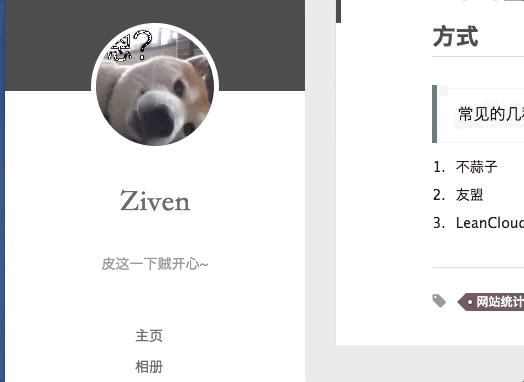 Ziven
皮这一下贼开心~
主页
相册
方式
常见的几
1. 不蒜子
2. 友盟
3. LeanCloud
网站统计